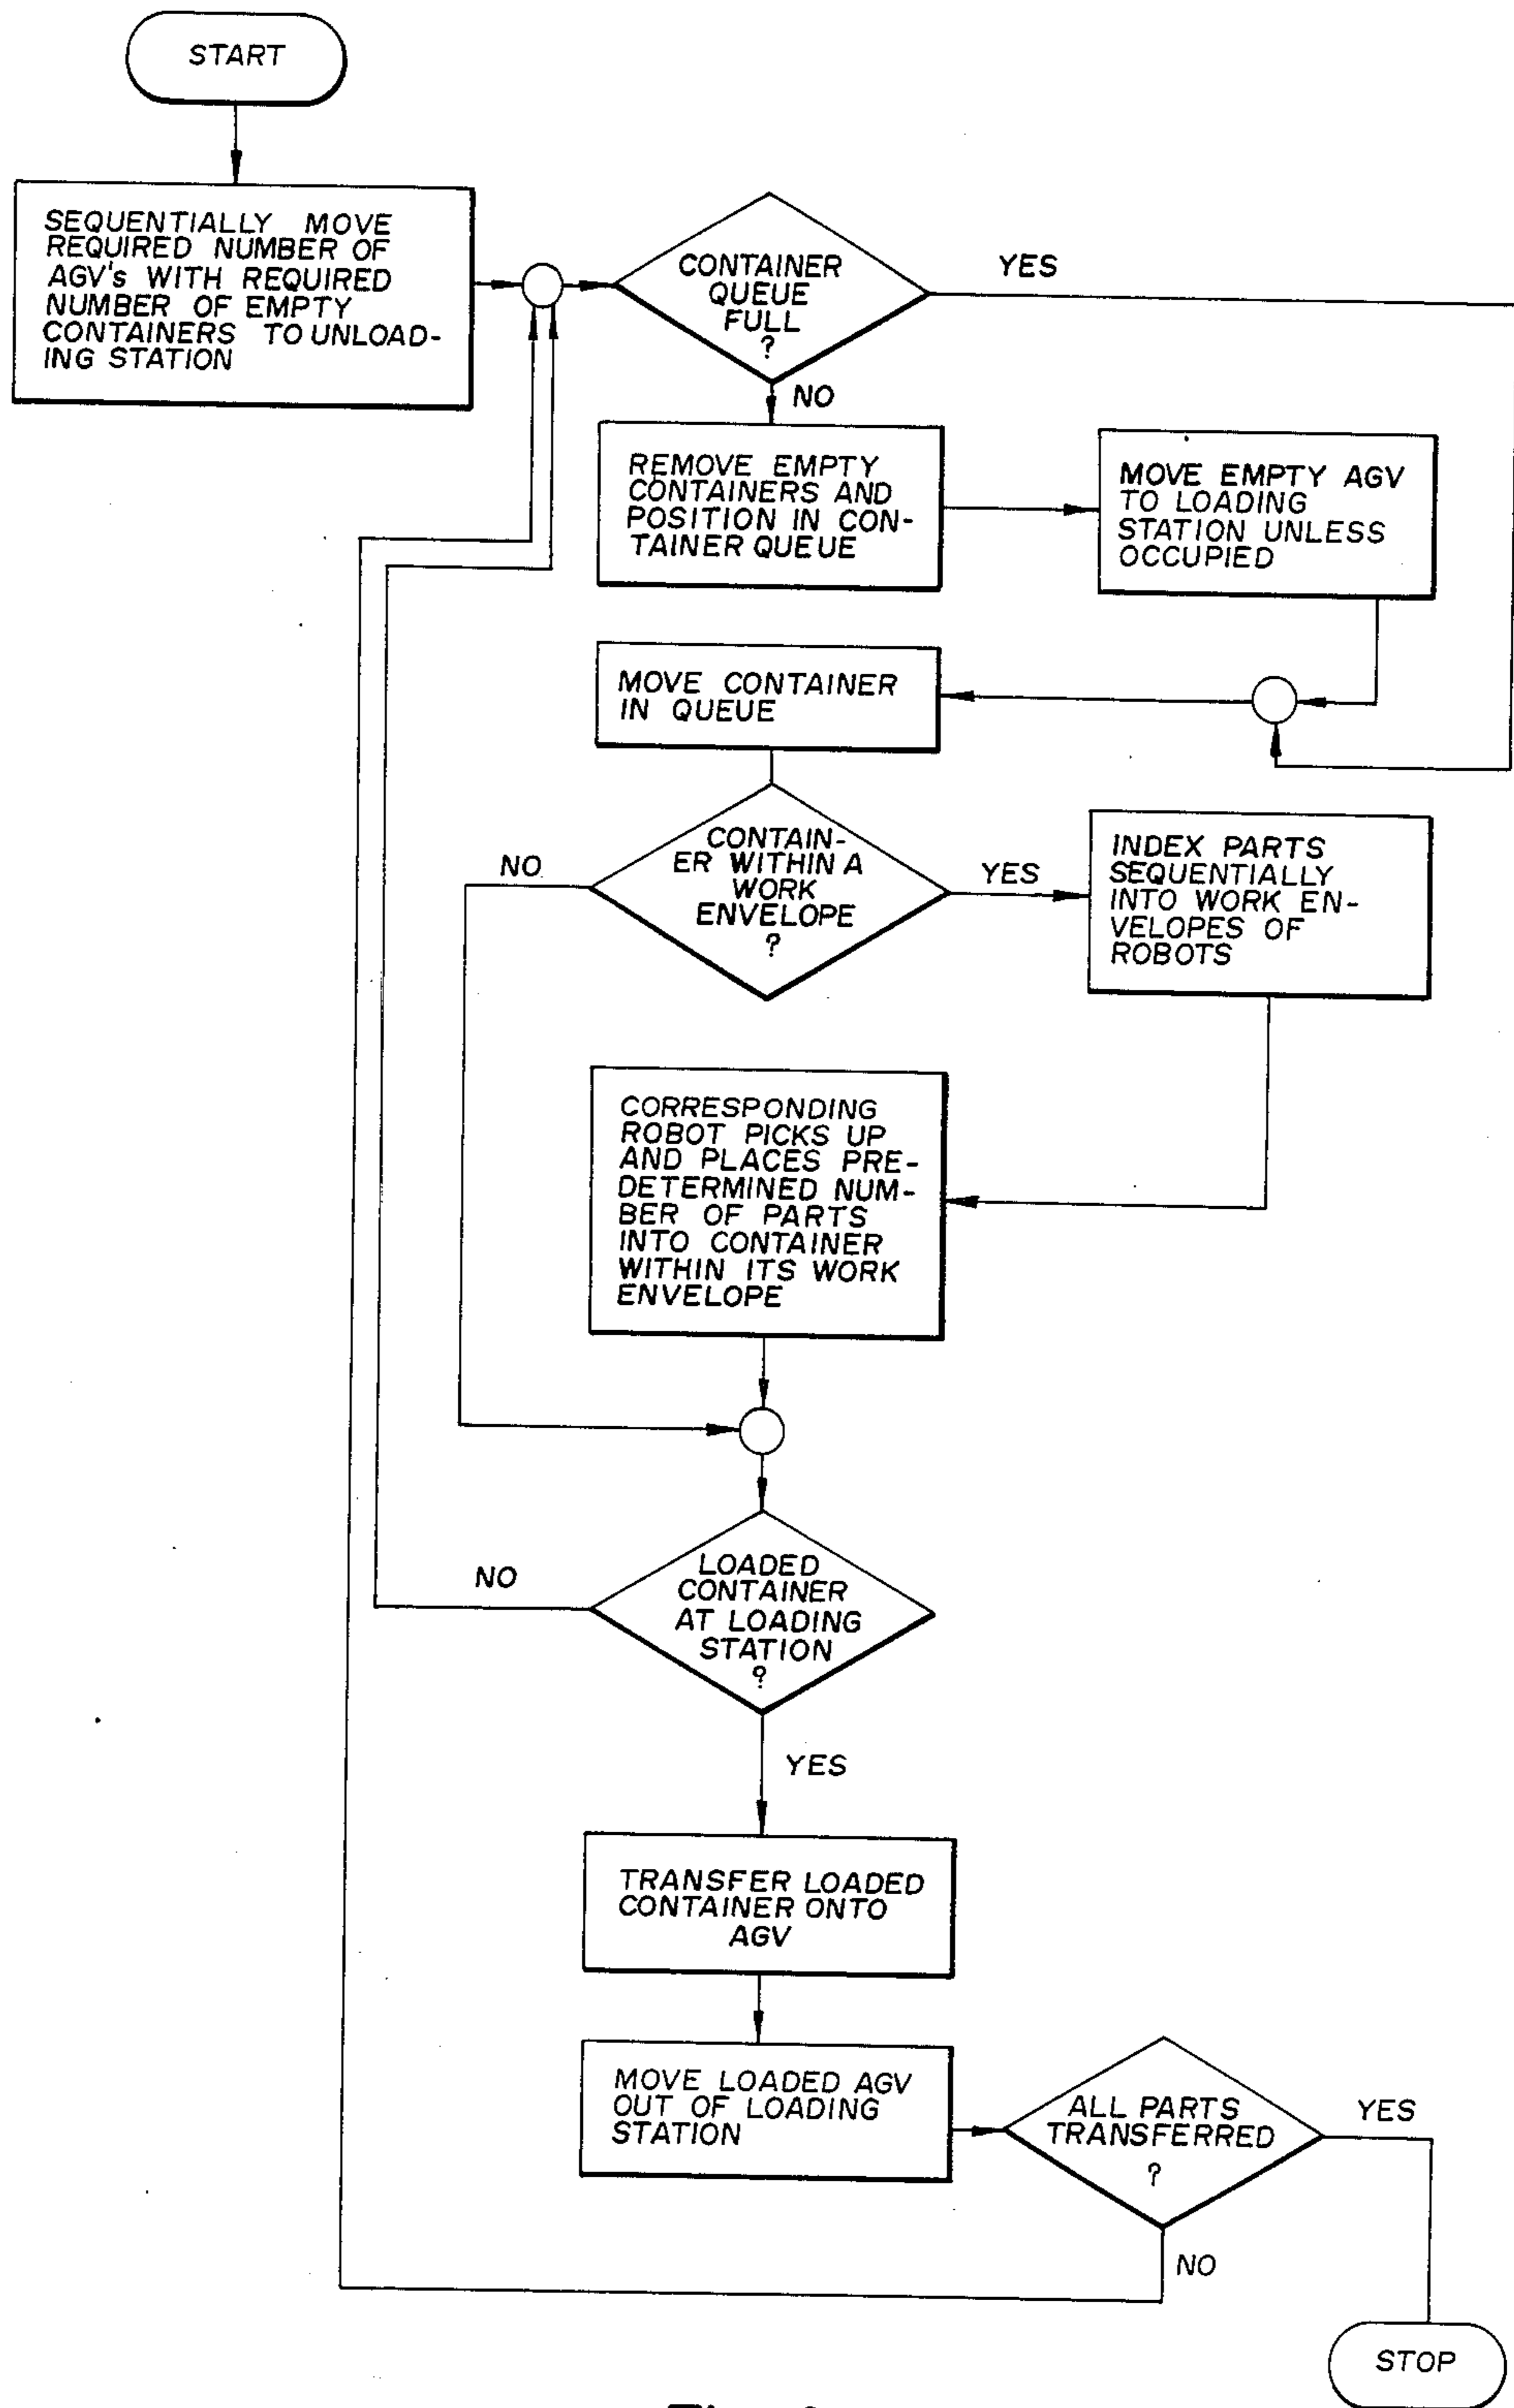 START
SEQUENTIALLY MOVE
REQUIRED NUMBER OF
AGV's WITH REQUIRED
NUMBER OF EMPTY
CONTAINERS TO UNLOAD-
ING STATION
CONTAINER
QUEUE
FULL
?
YES
NO
REMOVE EMPTY
CONTAINERS AND
POSITION IN CON-
TAINER QUEUE
MOVE EMPTY AGV
TO LOADING
STATION UNLESS
OCCUPIED
MOVE CONTAINER
IN QUEUE
CONTAIN-
ER WITHIN A
WORK
ENVELOPE
?
NO
YES
INDEX PARTS
SEQUENTIALLY
INTO WORK EN-
VELOPES OF
ROBOTS
CORRESPONDING
ROBOT PICKS UP
AND PLACES PRE-
DETERMINED NUM-
BER OF PARTS
INTO CONTAINER
WITHIN ITS WORK
ENVELOPE
LOADED
CONTAINER
AT LOADING
STATION
?
NO
YES
TRANSFER LOADED
CONTAINER ONTO
AGV
MOVE LOADED AGV
OUT OF LOADING
STATION
ALL PARTS
TRANSFERRED
?
YES
NO
STOP